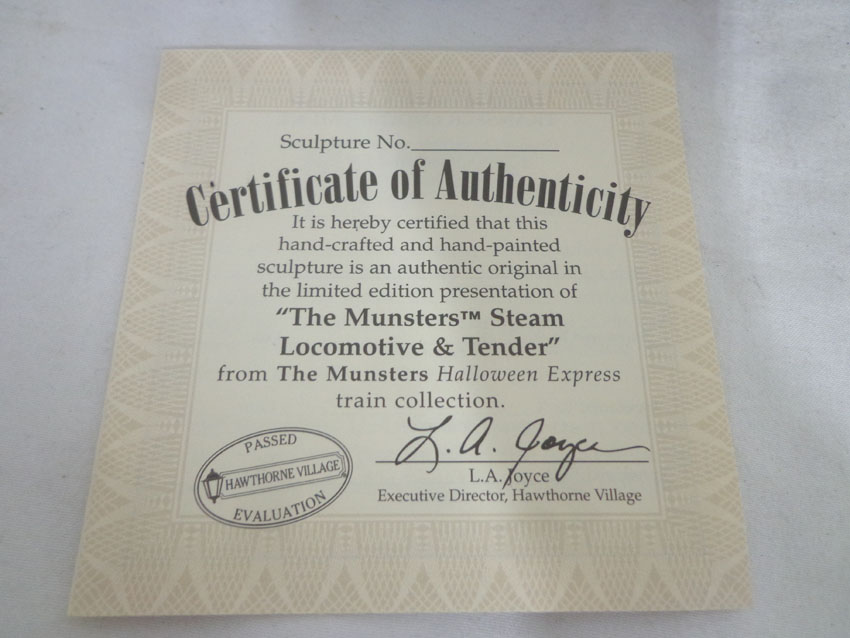 Sculpture No.
Certificate of Authenticity
It is hereby certified that this
hand-crafted and hand-painted
sculpture is an authentic original in
the limited edition presentation of
“The Munsters™ Steam
Locomotive & Tender”
from The Munsters Halloween Express
train collection.
L. A. Joyce
L.A. Joyce
Executive Director, Hawthorne Village
PASSED
HAWTHORNE VILLAGE
EVALUATION